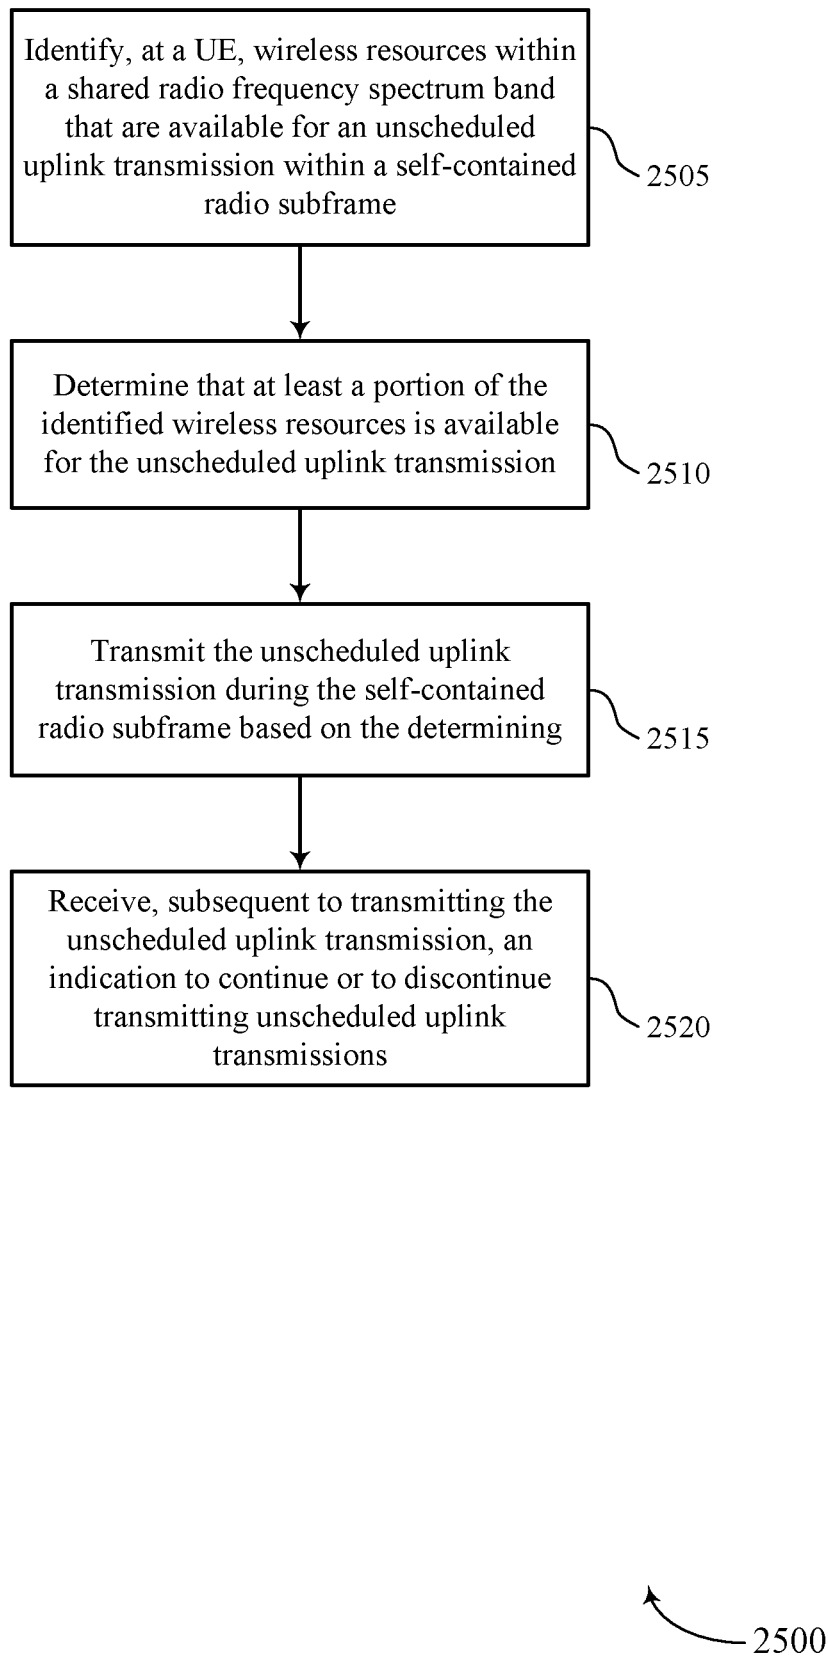 Identify, at a UE, wireless resources within
a shared radio frequency spectrum band
that are available for an unscheduled
uplink transmission within a self-contained
radio subframe
2505
Determine that at least a portion of the
identified wireless resources is available
for the unscheduled uplink transmission
2510
Transmit the unscheduled uplink
transmission during the self-contained
radio subframe based on the determining
2515
Receive, subsequent to transmitting the
unscheduled uplink transmission, an
indication to continue or to discontinue
transmitting unscheduled uplink
transmissions
2520
2500